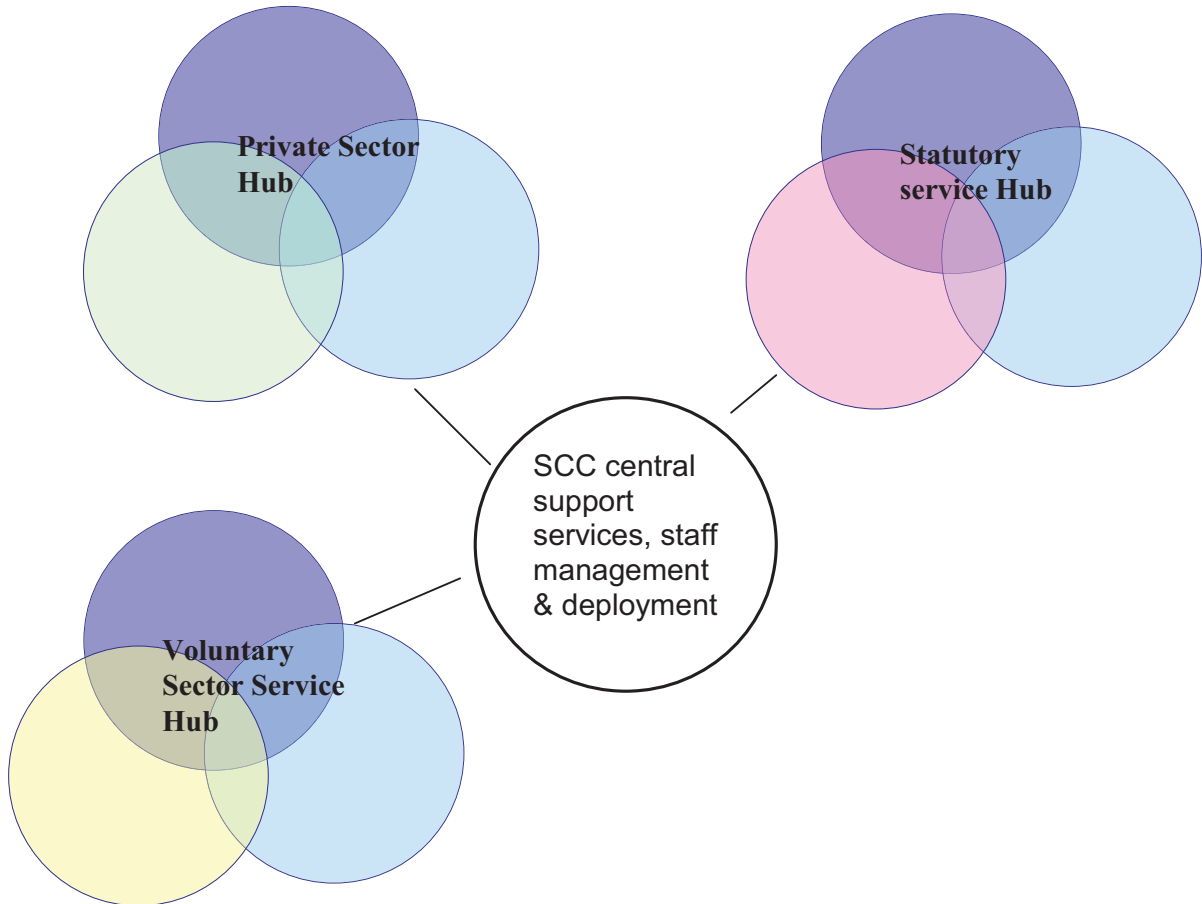 Private Sector
Hub
Statutory
service Hub
SCC central
support
services, staff
management
& deployment
Voluntary
Sector Service
Hub